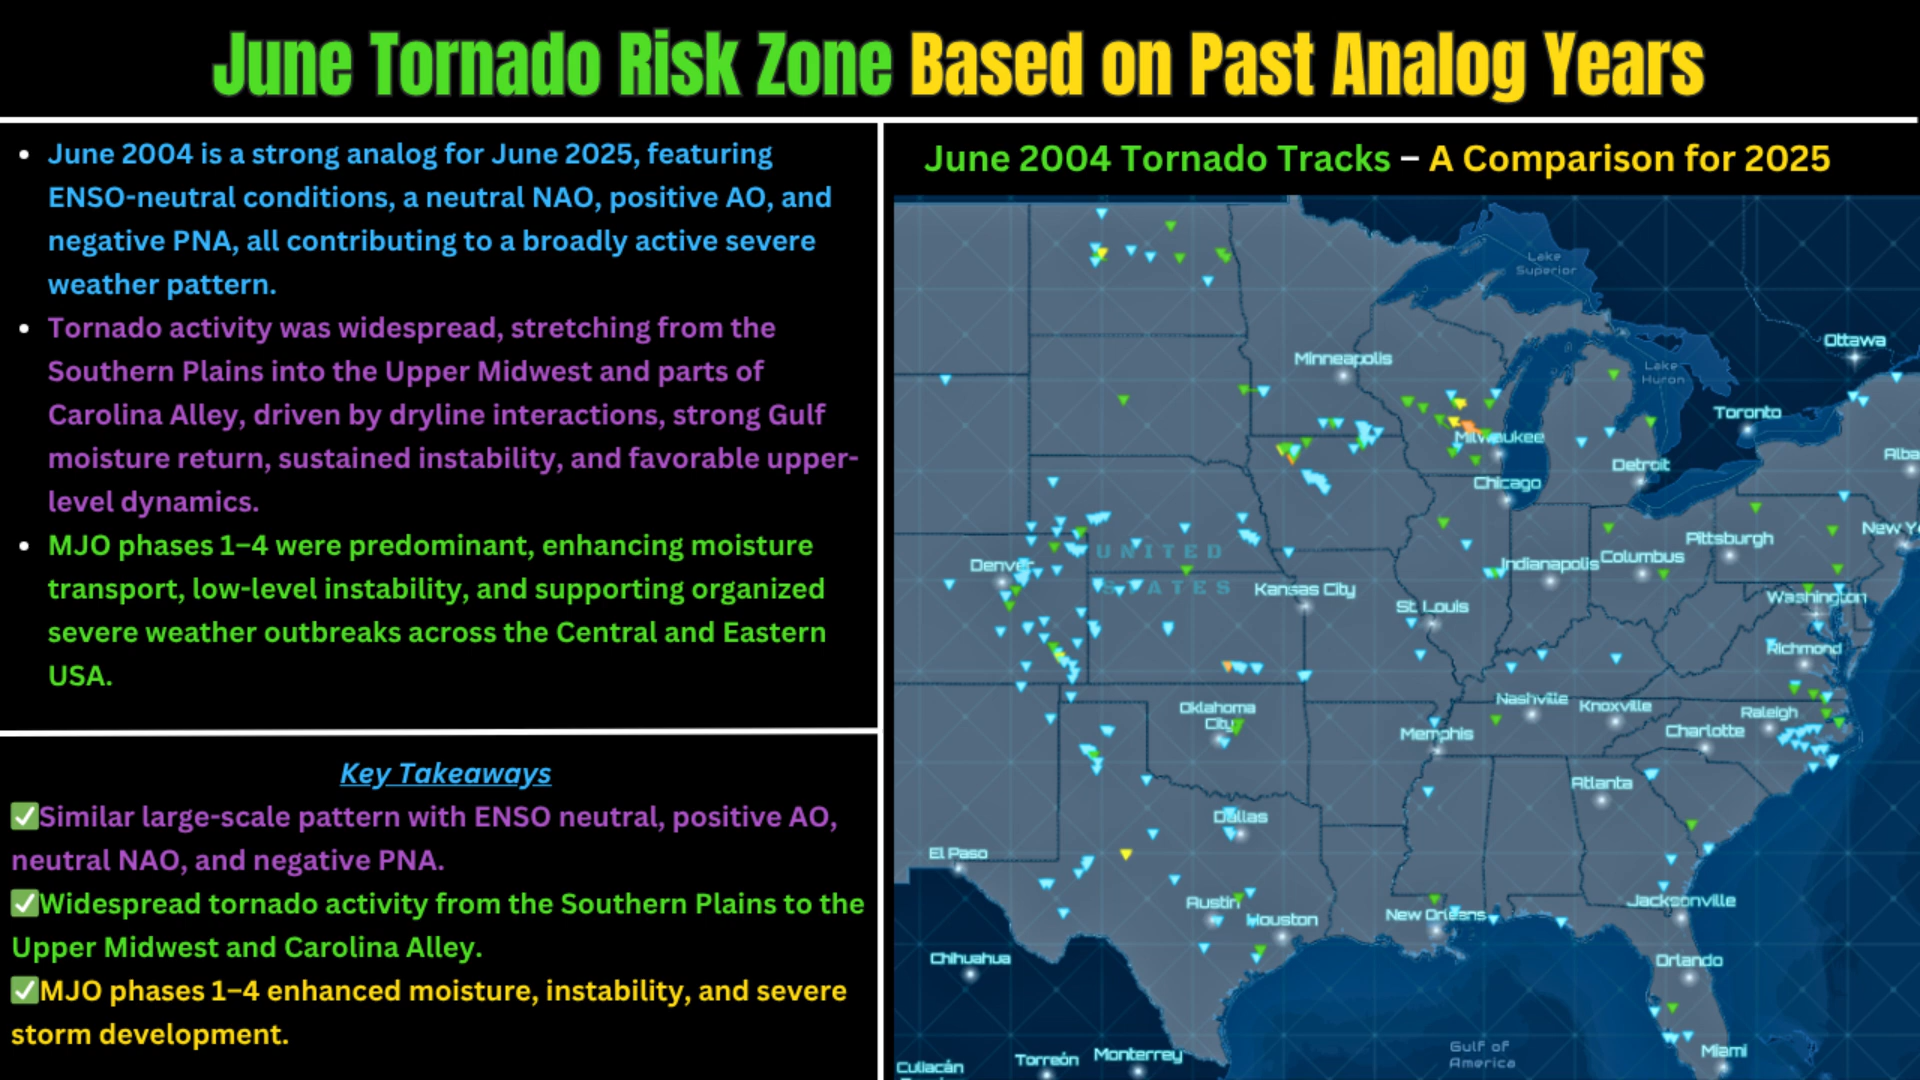 June Tornado Risk Zone Based on Past Analog Years
• June 2004 is a strong analog for June 2025, featuring
ENSO-neutral conditions, a neutral NAO, positive AO, and
negative PNA, all contributing to a broadly active severe
weather pattern.
• Tornado activity was widespread, stretching from the
Southern Plains into the Upper Midwest and parts of
Carolina Alley, driven by dryline interactions, strong Gulf
moisture return, sustained instability, and favorable upper-
level dynamics.
• MJO phases 1–4 were predominant, enhancing moisture
transport, low-level instability, and supporting organized
severe weather outbreaks across the Central and Eastern
USA.
Key Takeaways
✅Similar large-scale pattern with ENSO neutral, positive AO,
neutral NAO, and negative PNA.
✅Widespread tornado activity from the Southern Plains to the
Upper Midwest and Carolina Alley.
✅MJO phases 1–4 enhanced moisture, instability, and severe
storm development.
June 2004 Tornado Tracks – A Comparison for 2025
Lake
Superior
Ottawa
Minneapolis
Lake
Huron
Toronto
Milwaukee
Alba
Detroit
Chicago
New Y
Pittsburgh
UNITED
Columbus
Indianapolis
Denver
STATES
Kansas City
Washington
St. Louis
Richmond
Nashville
Knoxville
Oklahoma
City
Raleigh
Charlotte
Memphis
Atlanta
Dallas
El Paso
Austin
Jacksonville
New Orleans
Houston
Chihuahua
Orlando
Gulf of
America
Miami
Monterrey
Torreón
Culiacán